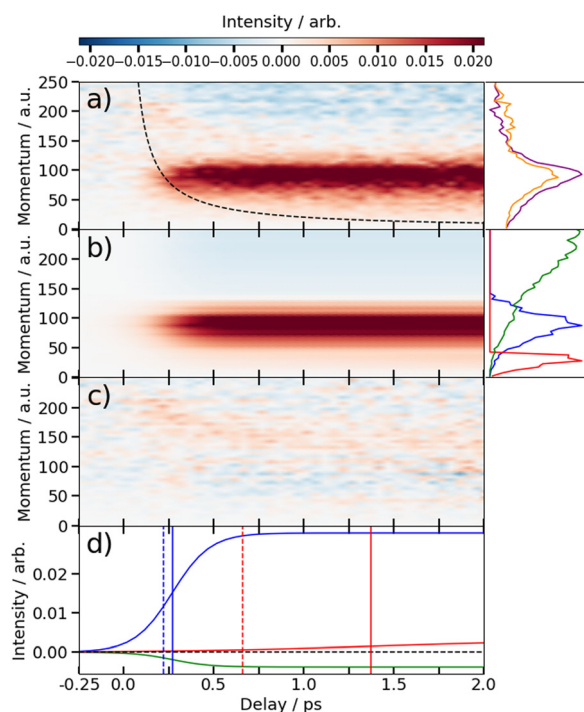 Intensity / arb.
−0.020 −0.015 −0.010 −0.005 0.000 0.005 0.010 0.015 0.020
a)
Momentum / a.u.
250
200
150
100
50
0
b)
Momentum / a.u.
200
150
100
50
0
c)
Momentum / a.u.
200
150
100
50
0
d)
Intensity / arb.
0.02
0.01
0.00
−0.25 0.0 0.5 1.0 1.5 2.0
Delay / ps